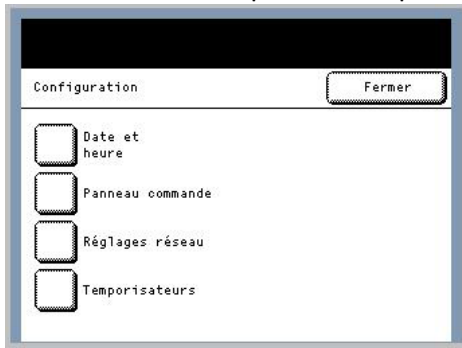 Configuration
Fermer
Date et
heure
Panneau commande
Réglages réseau
Temporisateurs